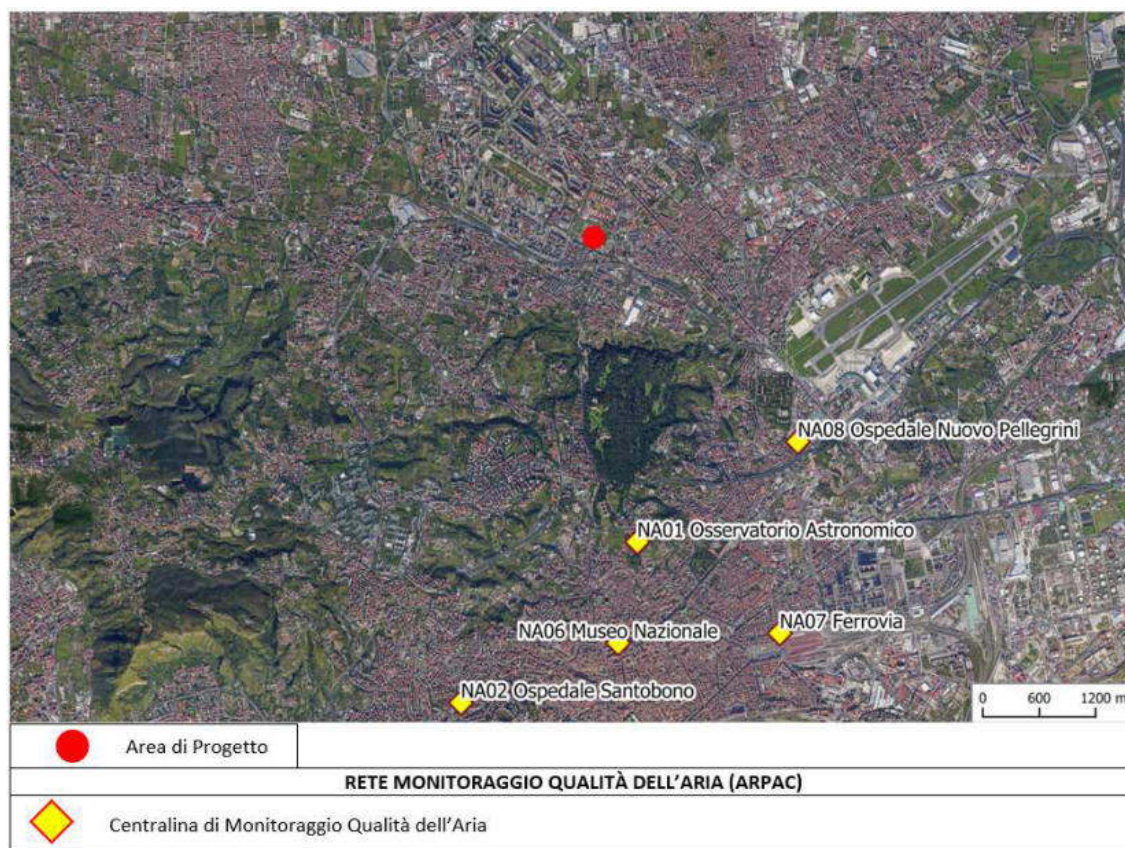 NA08 Ospedale Nuovo Pellegrini
NA01 Osservatorio Astronomico
NA07 Ferrovia
NA06 Museo Nazionale
NA02 Ospedale Santobono
0 600 1200 m
Area di Progetto
RETE MONITORAGGIO QUALITÀ DELL’ARIA (ARPAC)
Centralina di Monitoraggio Qualità dell’Aria